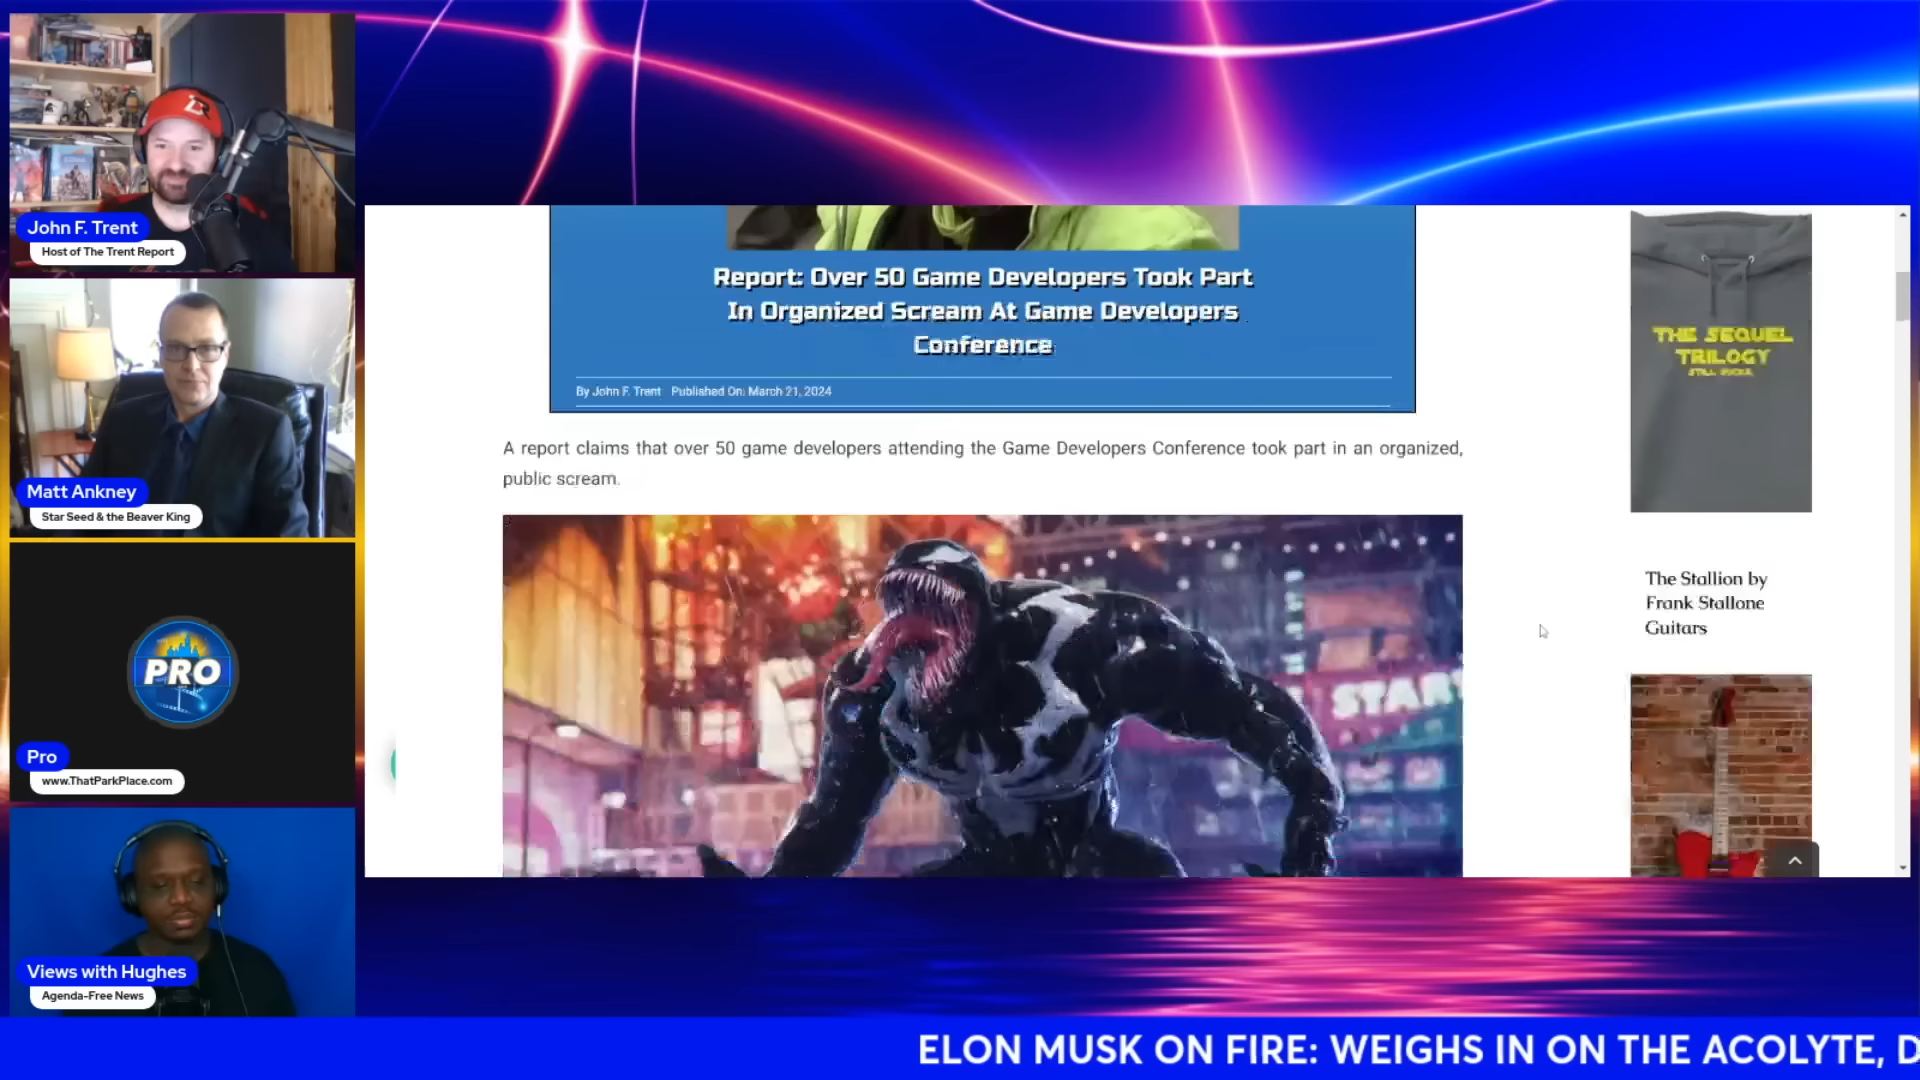 John F. Trent
Host of The Trent Report
Matt Ankney
Star Seed & the Beaver King
PRO
Pro
www.ThatParkPlace.com
Views with Hughes
Agenda-Free News
Report: Over 50 Game Developers Took Part
In Organized Scream At Game Developers
Conference
By John F. Trent Published On: March 21, 2024
A report claims that over 50 game developers attending the Game Developers Conference took part in an organized,
public scream.
STAR
THE SEQUEL
TRILOGY
STILL SUCKS
The Stallion by
Frank Stallone
Guitars
ELON MUSK ON FIRE: WEIGHS IN ON THE ACOLYTE, D